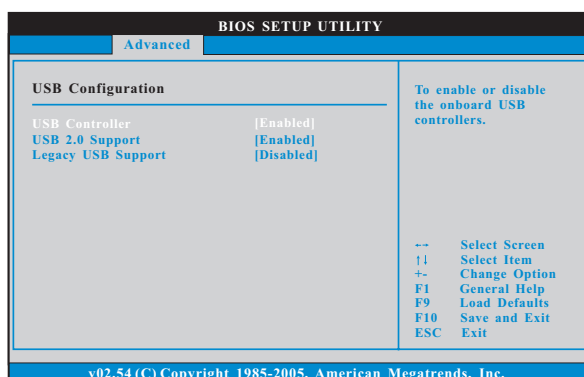 BIOS SETUP UTILITY
Advanced
USB Configuration
USB Controller [Enabled]
USB 2.0 Support [Enabled]
Legacy USB Support [Disabled]
To enable or disable
the onboard USB
controllers.
←→ Select Screen
↑↓ Select Item
+- Change Option
F1 General Help
F9 Load Defaults
F10 Save and Exit
ESC Exit
v02.54 (C) Copyright 1985-2005, American Megatrends, Inc.